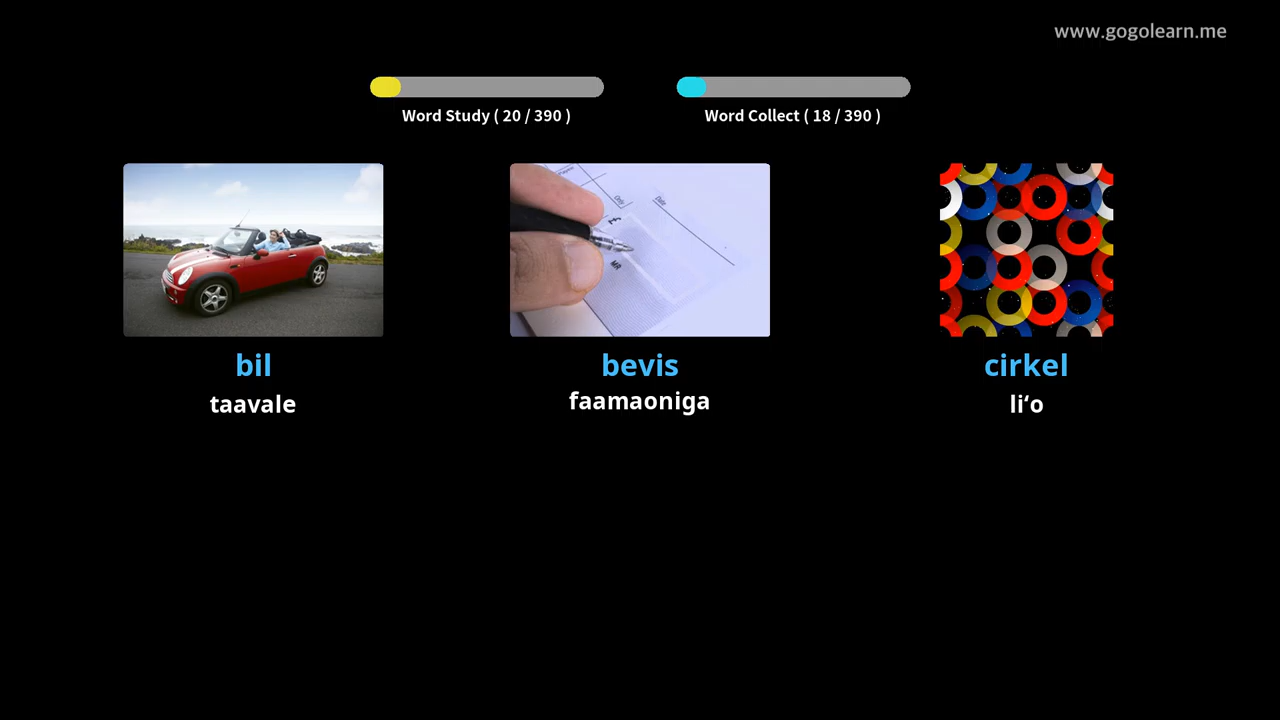 www.gogolearn.me
Word Study ( 20 / 390 )
Word Collect ( 18 / 390 )
bil
taavale
bevis
faamaoniga
cirkel
liʻo